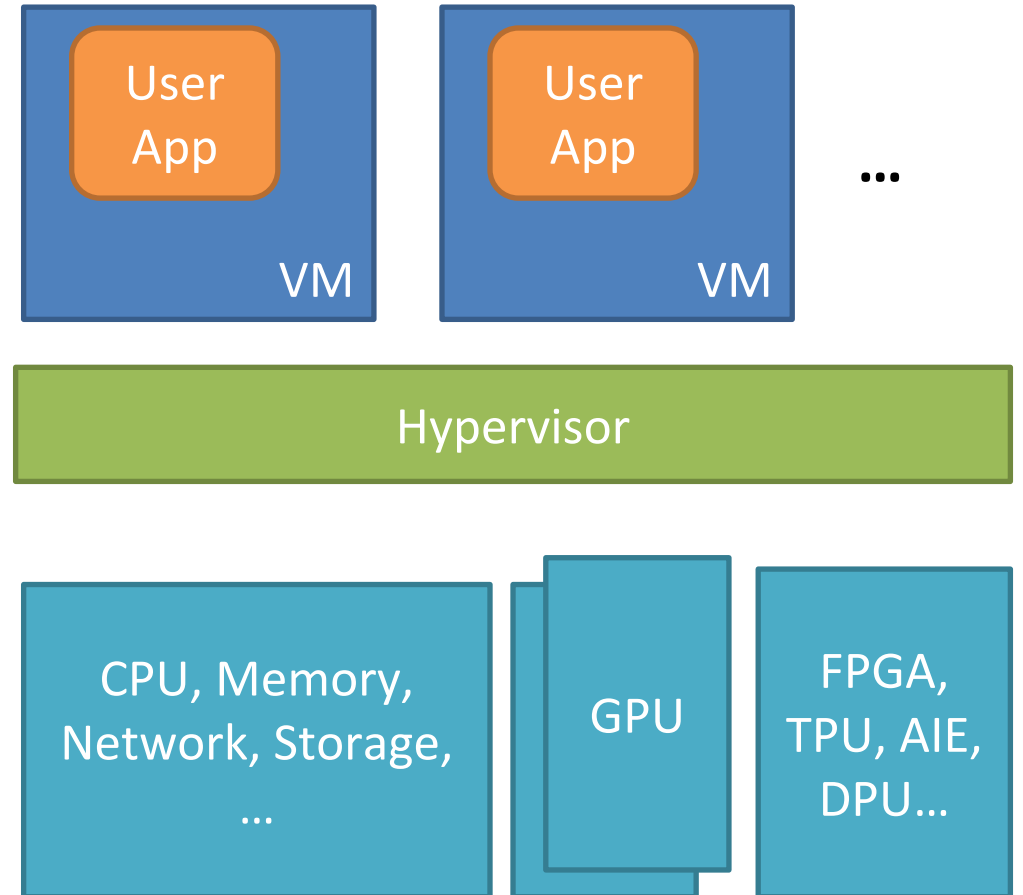 User
App
VM
User
App
VM
...
Hypervisor
CPU, Memory,
Network, Storage,
...
GPU
FPGA,
TPU, AIE,
DPU...